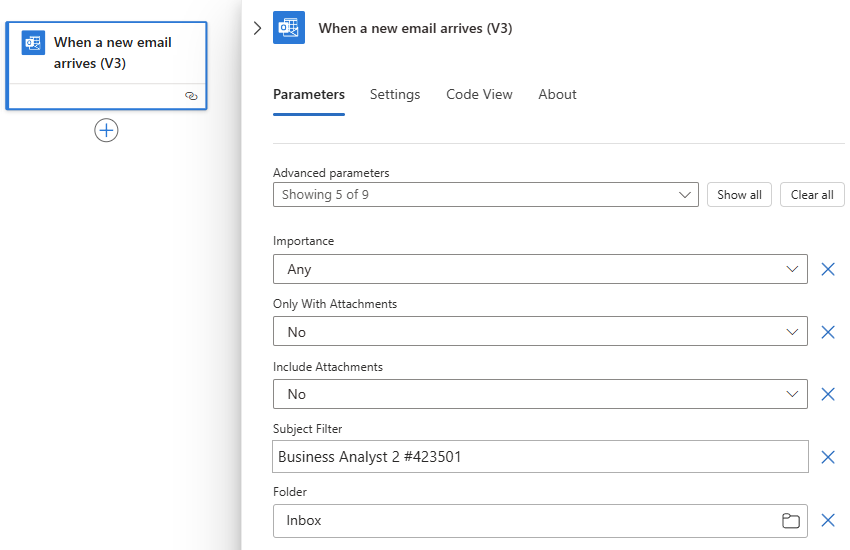 When a new email
arrives (V3)
When a new email arrives (V3)
Parameters Settings Code View About
Advanced parameters
Showing 5 of 9 Show all Clear all
Importance
Any
Only With Attachments
No
Include Attachments
No
Subject Filter
Business Analyst 2 #423501
Folder
Inbox